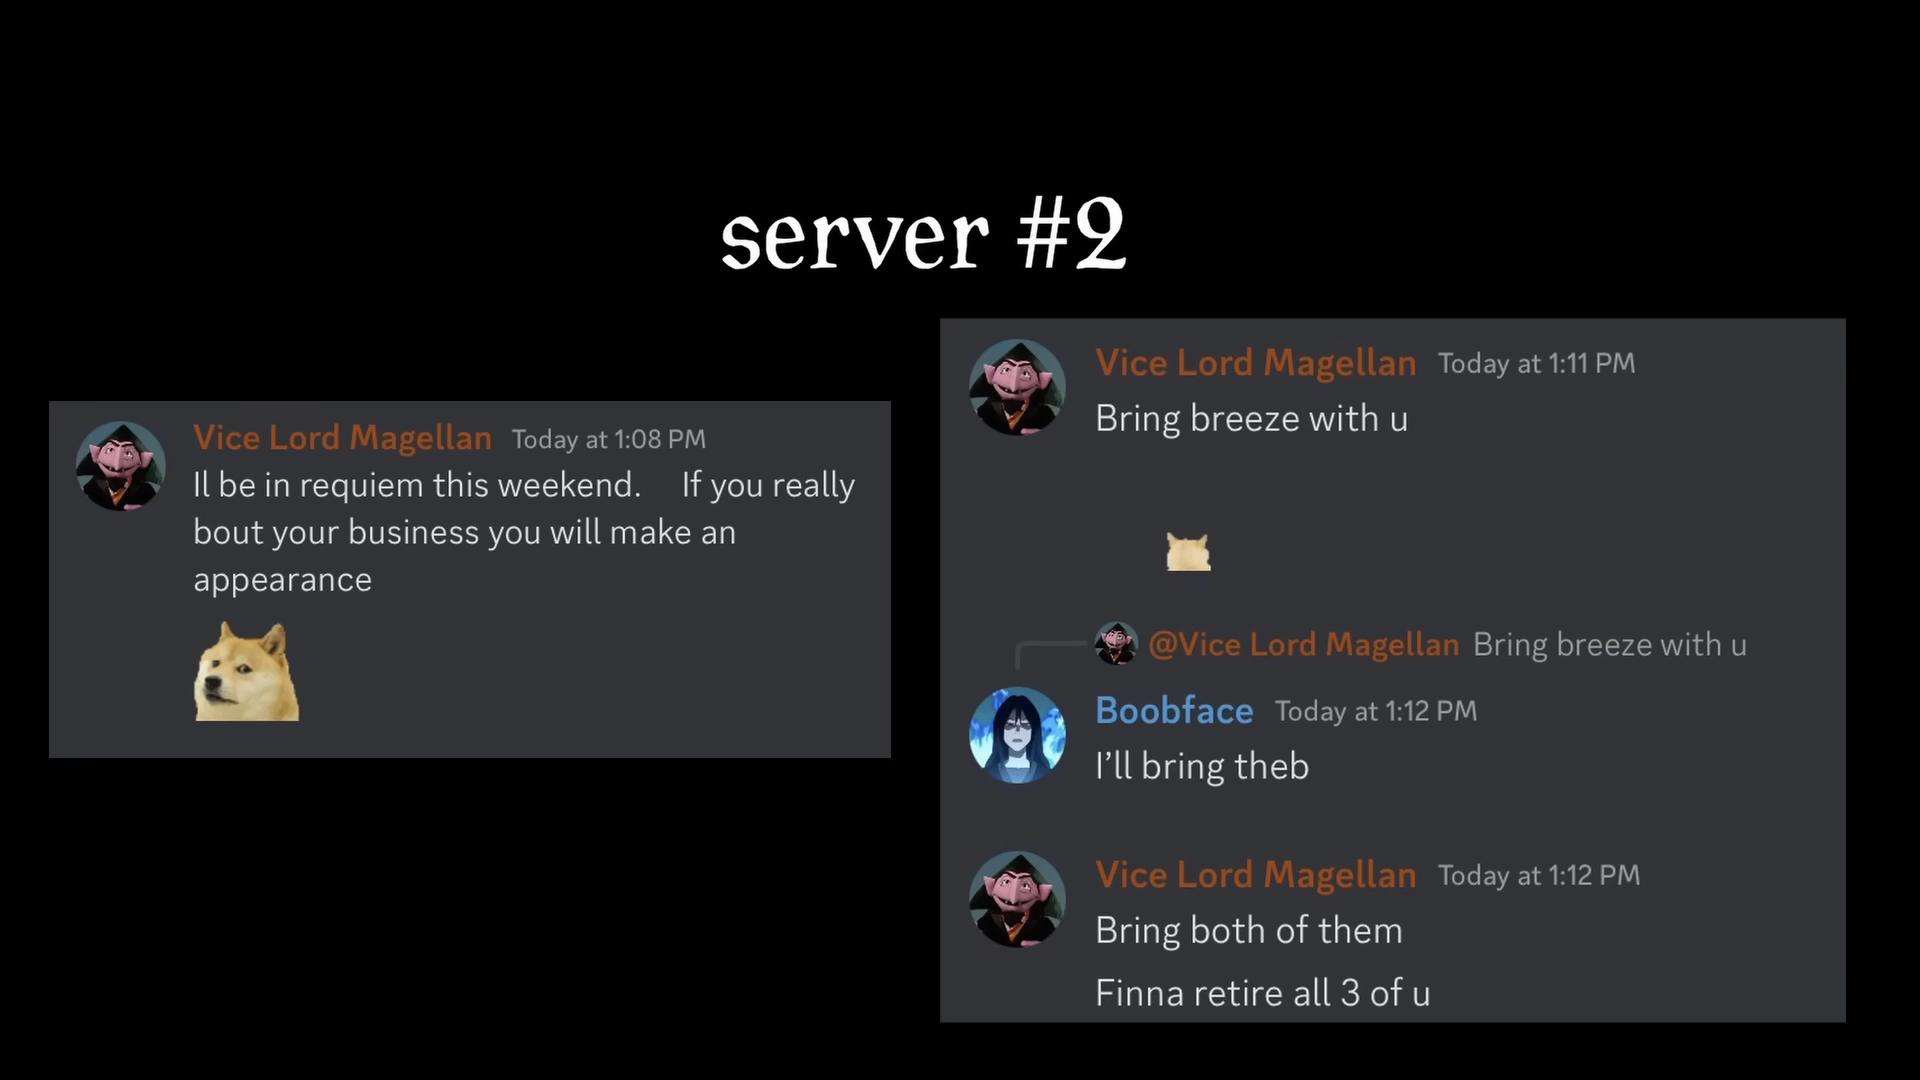 server #2
Vice Lord Magellan Today at 1:08 PM
Il be in requiem this weekend. If you really
bout your business you will make an
appearance
Vice Lord Magellan Today at 1:11 PM
Bring breeze with u
@Vice Lord Magellan Bring breeze with u
Boobface Today at 1:12 PM
I’ll bring theb
Vice Lord Magellan Today at 1:12 PM
Bring both of them
Finna retire all 3 of u